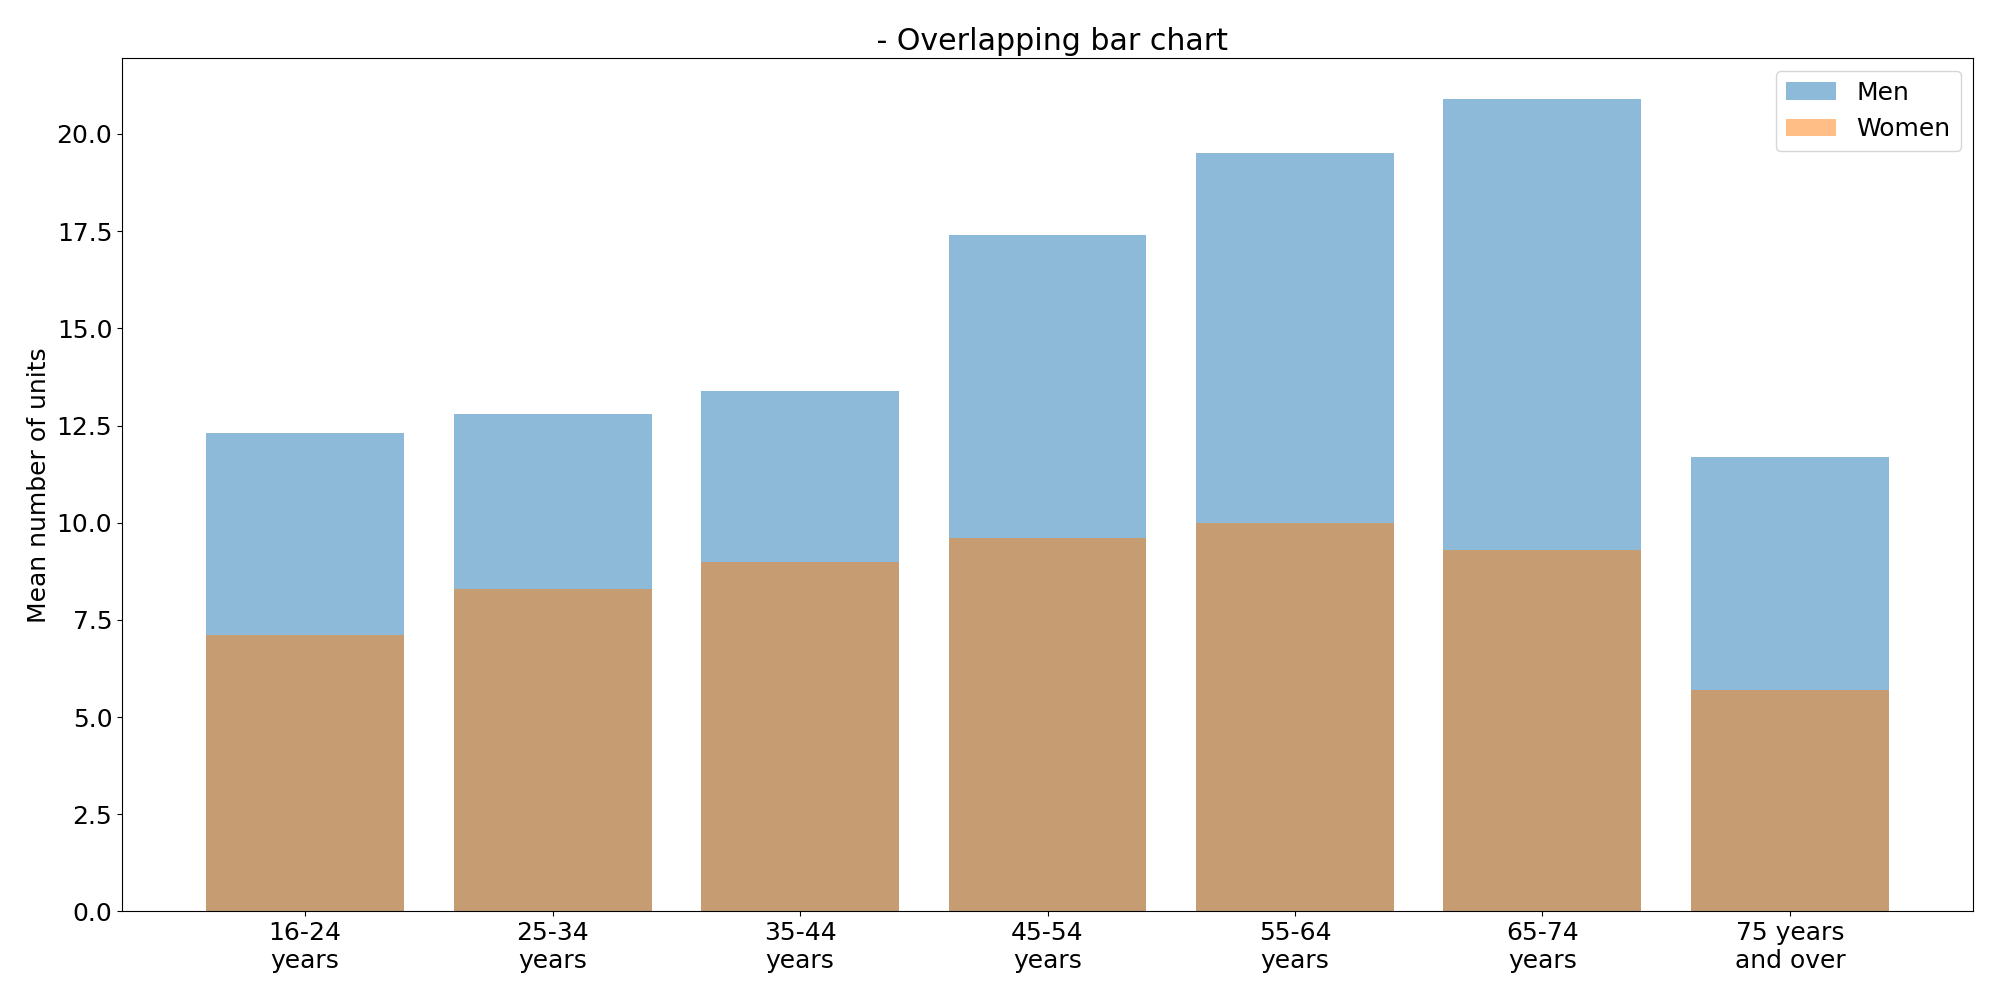 - Overlapping bar chart
Men
Women
Mean number of units
20.0
17.5
15.0
12.5
10.0
7.5
5.0
2.5
0.0
16-24
years
25-34
years
35-44
years
45-54
years
55-64
years
65-74
years
75 years
and over